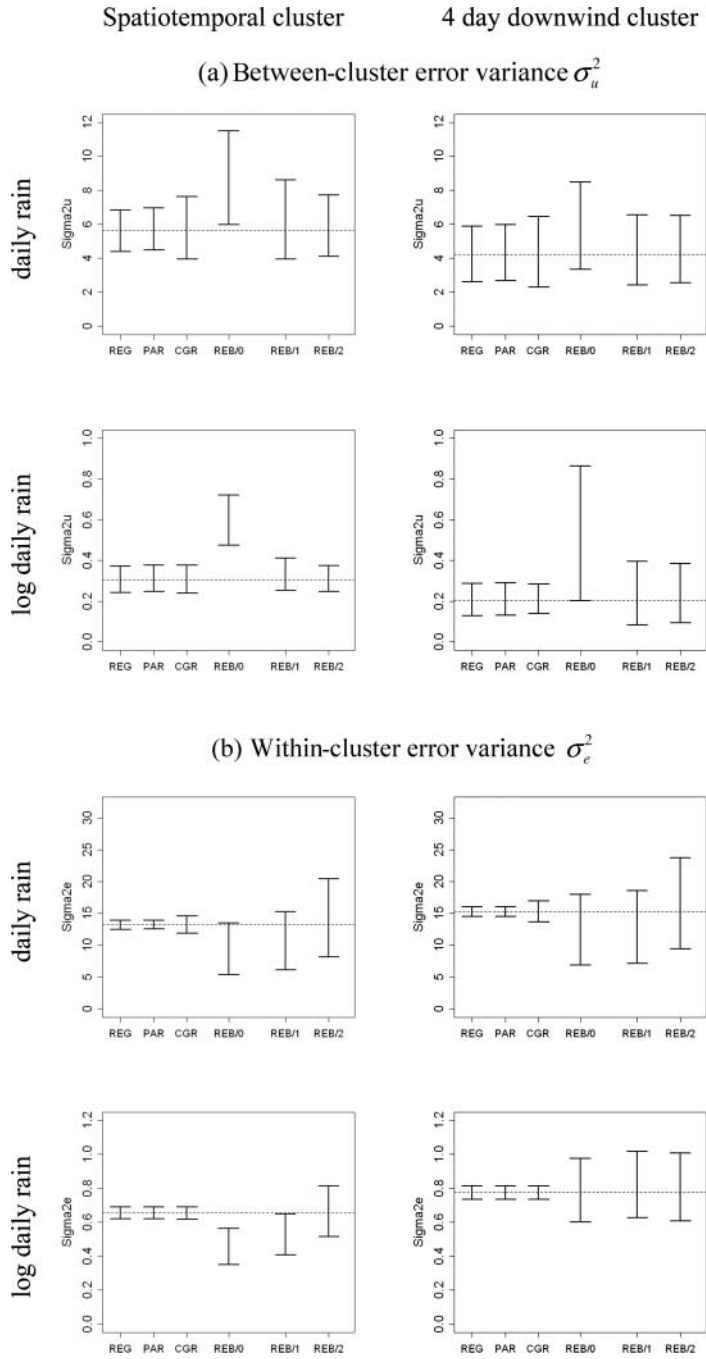 Spatiotemporal cluster 4 day downwind cluster
(a) Between-cluster error variance σ_u^2
daily rain
Sigma2u
0 2 4 6 8 10 12
REG PAR CGR REB/0 REB/1 REB/2
Sigma2u
0 2 4 6 8 10 12
REG PAR CGR REB/0 REB/1 REB/2
log daily rain
Sigma2u
0.0 0.2 0.4 0.6 0.8 1.0
REG PAR CGR REB/0 REB/1 REB/2
Sigma2u
0.0 0.2 0.4 0.6 0.8 1.0
REG PAR CGR REB/0 REB/1 REB/2
(b) Within-cluster error variance σ_e^2
daily rain
Sigma2e
0 5 10 15 20 25 30
REG PAR CGR REB/0 REB/1 REB/2
Sigma2e
0 5 10 15 20 25 30
REG PAR CGR REB/0 REB/1 REB/2
log daily rain
Sigma2e
0.0 0.2 0.4 0.6 0.8 1.0 1.2
REG PAR CGR REB/0 REB/1 REB/2
Sigma2e
0.0 0.2 0.4 0.6 0.8 1.0 1.2
REG PAR CGR REB/0 REB/1 REB/2